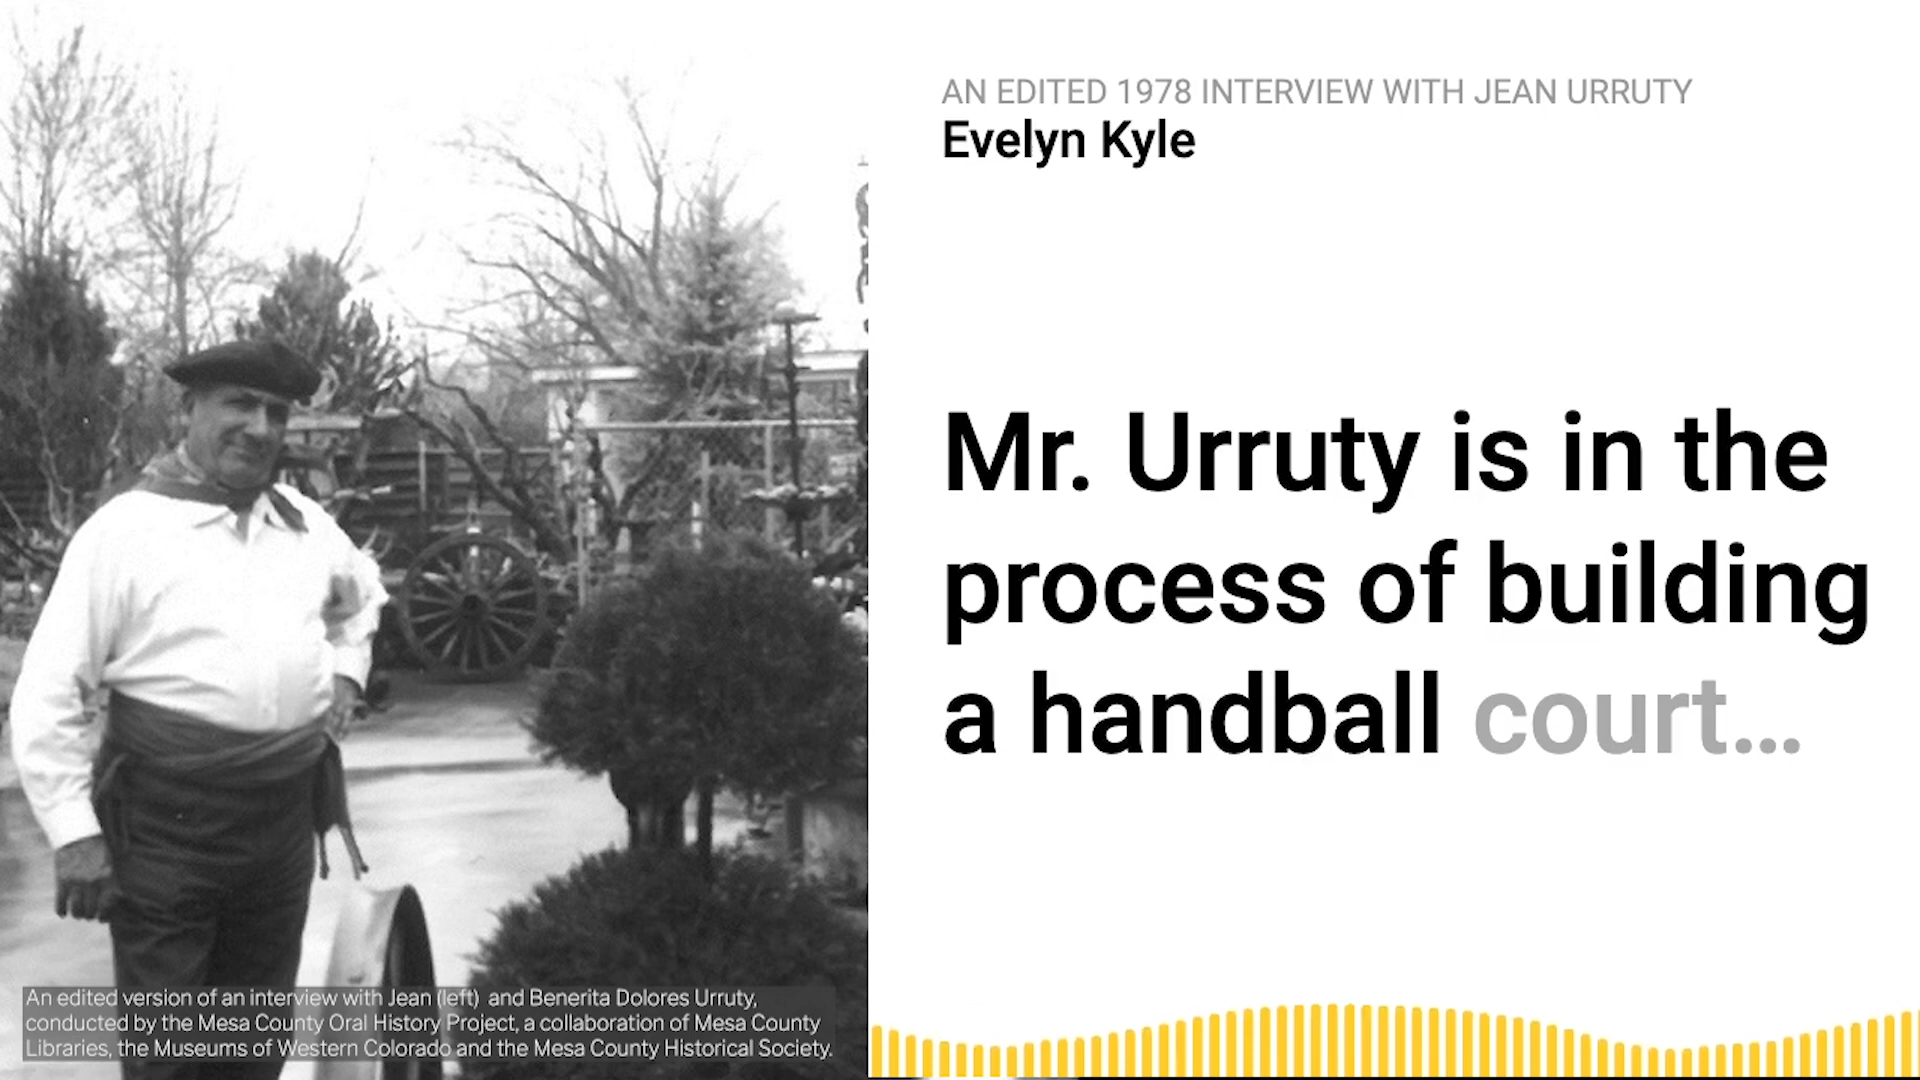 AN EDITED 1978 INTERVIEW WITH JEAN URRUTY
Evelyn Kyle
Mr. Urruty is in the
process of building
a handball court...
An edited version of an interview with Jean (left) and Benerita Dolores Urruty,
conducted by the Mesa County Oral History Project, a collaboration of Mesa County
Libraries, the Museums of Western Colorado and the Mesa County Historical Society.